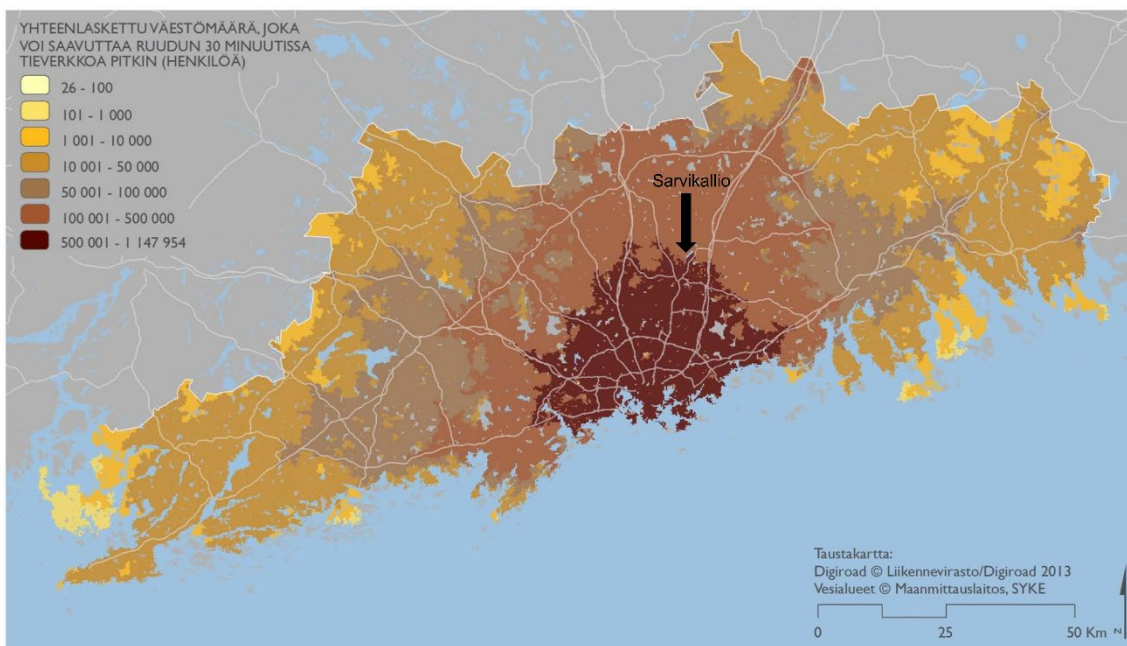 YHTEENLASKETTU VÄESTÖMÄÄRÄ, JOKA
VOI SAAVUTTAA RUUDUN 30 MINUUTISSA
TIEVERKKOA PITKIN (HENKILÖÄ)
26 - 100
101 - 1 000
1 001 - 10 000
10 001 - 50 000
50 001 - 100 000
100 001 - 500 000
500 001 - 1 147 954
Sarvikallio
Taustakartta:
Digiroad © Liikennevirasto/Digiroad 2013
Vesialueet © Maanmittauslaitos, SYKE
0 25 50 Km
N